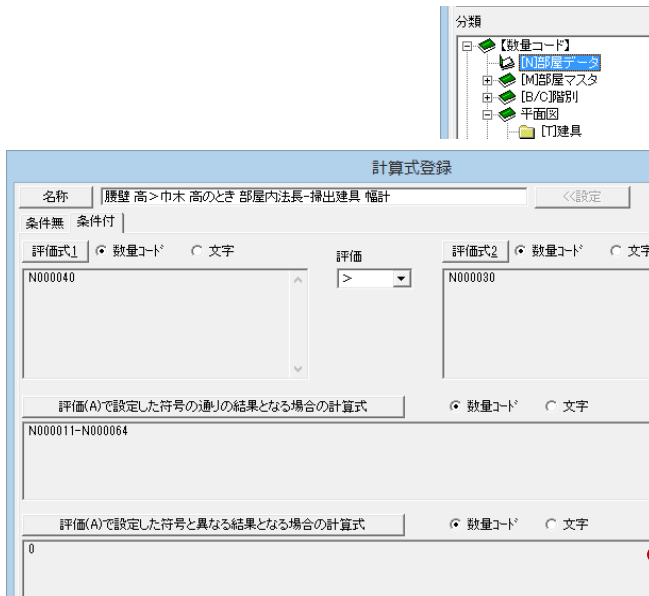 分類
【数量コード】
[N]部屋データ
[M]部屋マスタ
[B/C]階別
平面図
[T]建具
計算式登録
名称 腰壁 高>巾木 高のとき 部屋内法長-掃出建具 幅計 <<設定
条件無 条件付
評価式1 数量ｺｰﾄﾞ 文字 評価 評価式2 数量ｺｰﾄﾞ 文字
N000040 > N000030
評価(A)で設定した符号の通りの結果となる場合の計算式 数量ｺｰﾄﾞ 文字
N000011-N000064
評価(A)で設定した符号と異なる結果となる場合の計算式 数量ｺｰﾄﾞ 文字
0